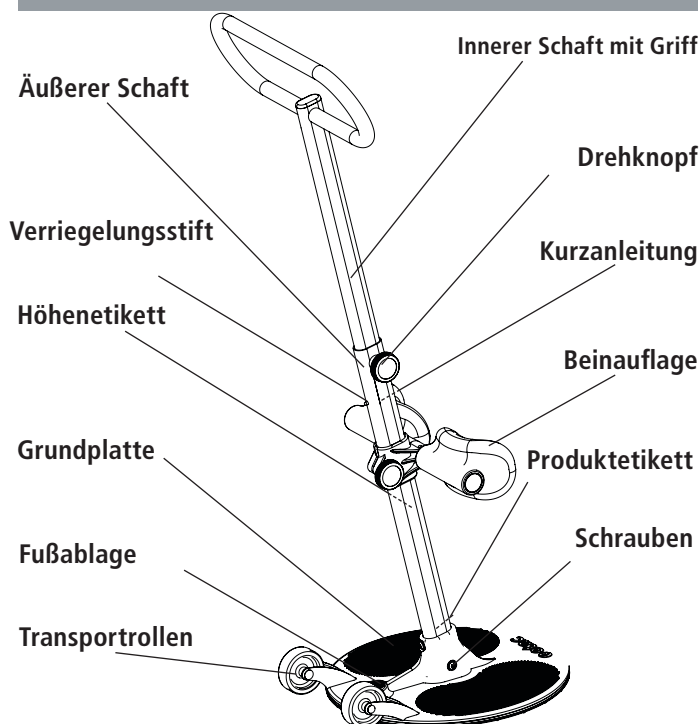 Innerer Schaft mit Griff
Äußerer Schaft
Drehknopf
Verriegelungsstift
Kurzanleitung
Höhenetikett
Beinauflage
Grundplatte
Produktetikett
Schrauben
Fußablage
Transportrollen